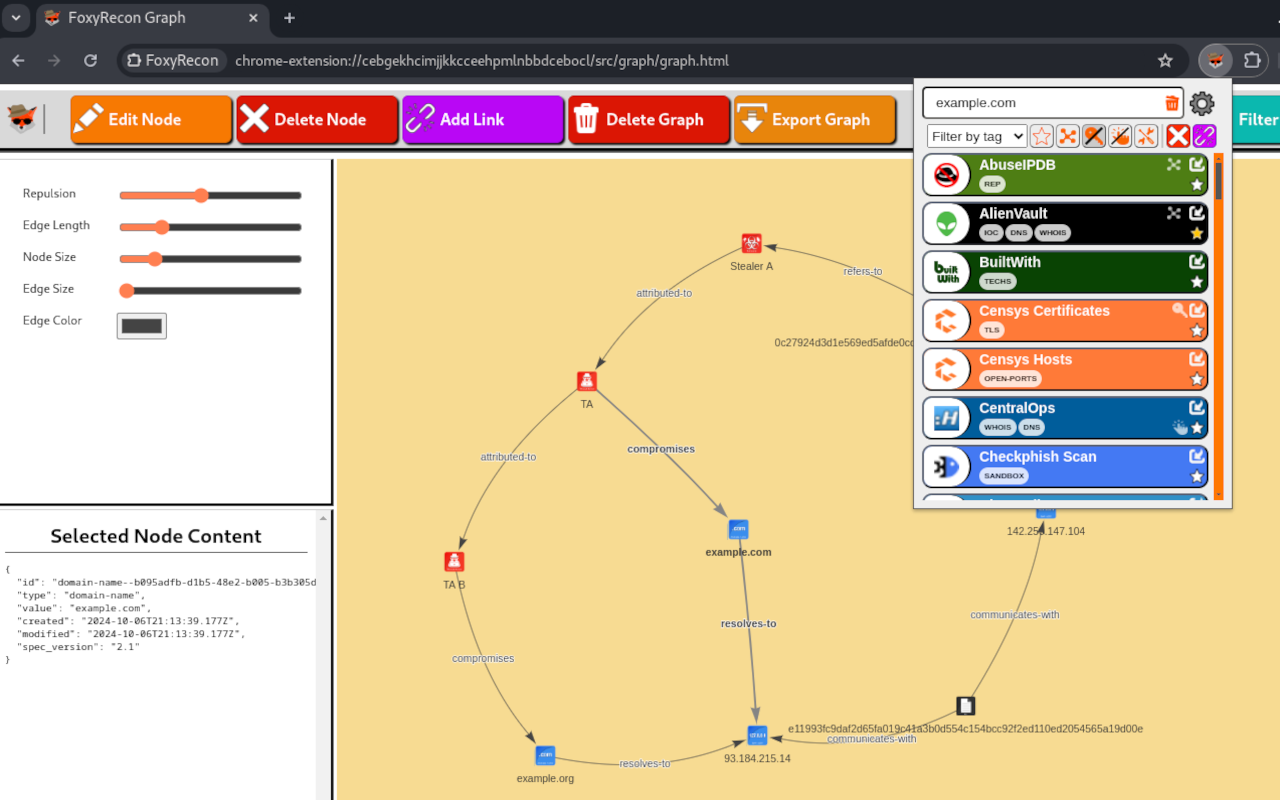 FoxyRecon Graph
FoxyRecon
chrome-extension://cebgekhcimjjkkcceehpmlnbbdcebocl/src/graph/graph.html
Edit Node
Delete Node
Add Link
Delete Graph
Export Graph
Filter
example.com
Filter by tag
AbuseIPDB
REP
AlienVault
IOC DNS WHOIS
BuiltWith
TECHS
Censys Certificates
TLS
Censys Hosts
OPEN-PORTS
CentralOps
WHOIS DNS
Checkphish Scan
SANDBOX
Repulsion
Edge Length
Node Size
Edge Size
Edge Color
Selected Node Content
{
"id": "domain-name--b095adfb-d1b5-48e2-b005-b3b305d
"type": "domain-name",
"value": "example.com",
"created": "2024-10-06T21:13:39.177Z",
"modified": "2024-10-06T21:13:39.177Z",
"spec_version": "2.1"
}
Stealer A
refers-to
attributed-to
0c27924d3d1e569ed5afde0cc
TA
compromises
attributed-to
example.com
TA B
resolves-to
communicates-with
compromises
e11993fc9daf2d65fa019c41a3b0d554c154bcc92f2ed110ed2054565a19d00e
communicates-with
93.184.215.14
resolves-to
example.org